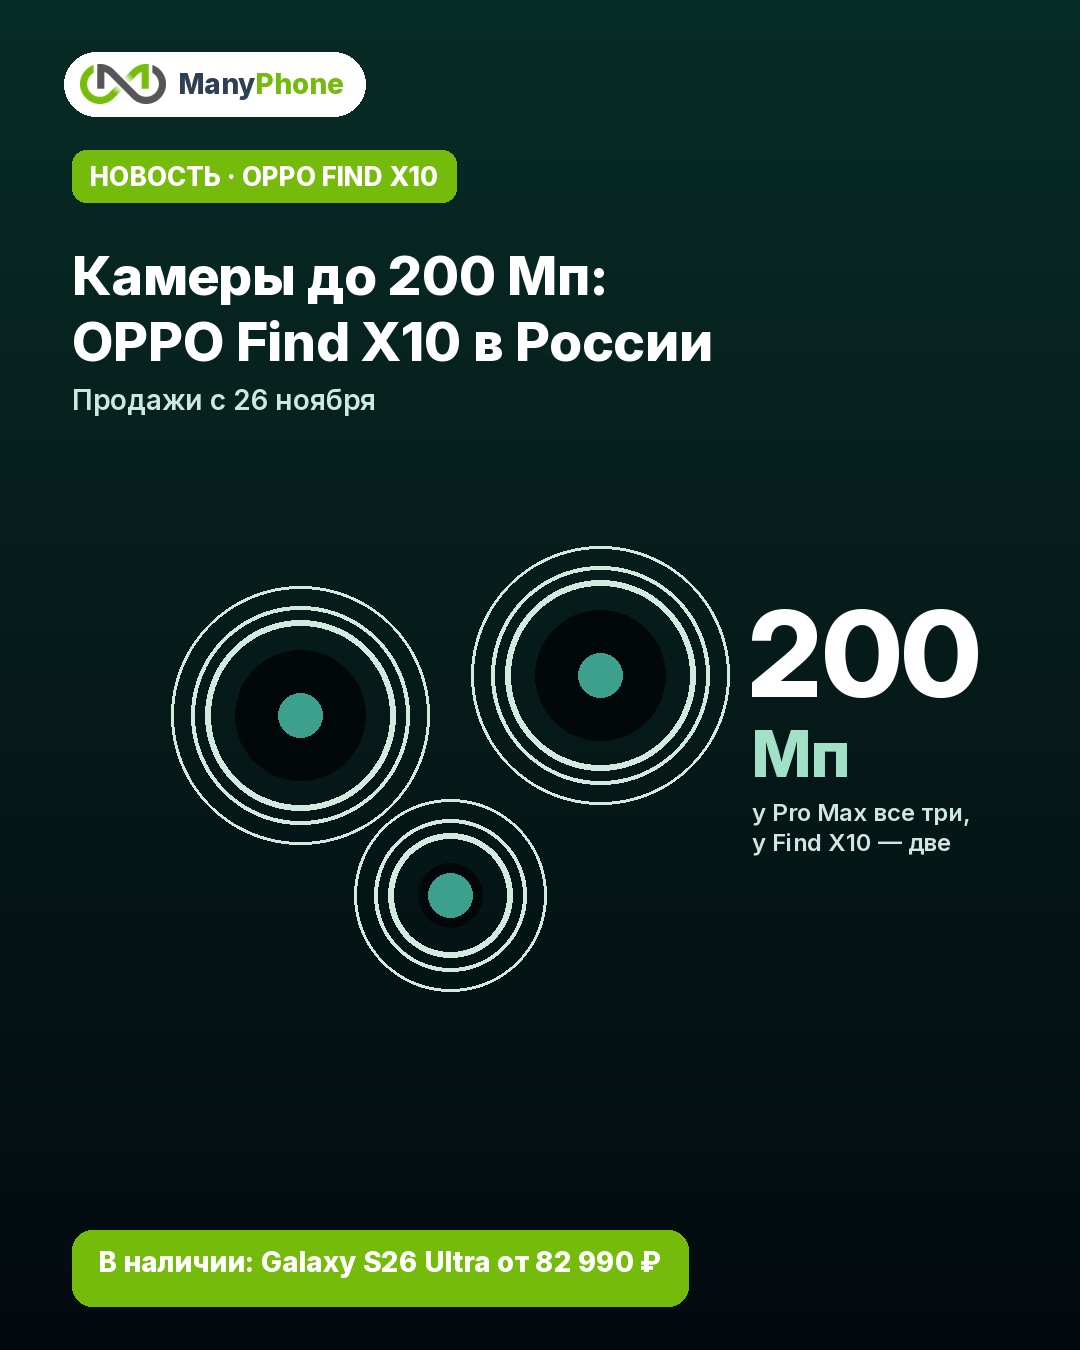 ManyPhone
НОВОСТЬ · OPPO FIND X10
Камеры до 200 Мп:
OPPO Find X10 в России
Продажи с 26 ноября
200
Мп
у Pro Max все три,
у Find X10 — две
В наличии: Galaxy S26 Ultra от 82 990 ₽